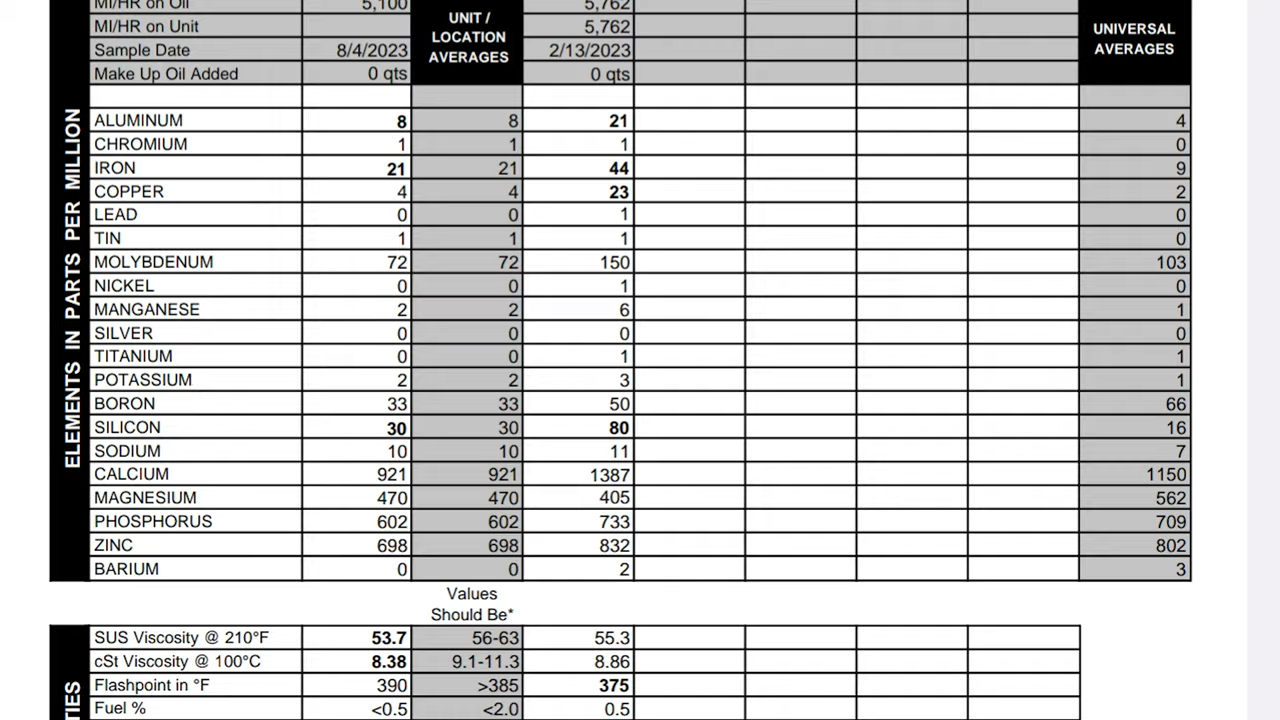 MI/HR on Oil 5,100 5,762
MI/HR on Unit 5,762
Sample Date 8/4/2023 2/13/2023
Make Up Oil Added 0 qts 0 qts
UNIT /
LOCATION
AVERAGES
UNIVERSAL
AVERAGES
ELEMENTS IN PARTS PER MILLION
ALUMINUM 8 8 21 4
CHROMIUM 1 1 1 0
IRON 21 21 44 9
COPPER 4 4 23 2
LEAD 0 0 1 0
TIN 1 1 1 0
MOLYBDENUM 72 72 150 103
NICKEL 0 0 1 0
MANGANESE 2 2 6 1
SILVER 0 0 0 0
TITANIUM 0 0 1 1
POTASSIUM 2 2 3 1
BORON 33 33 50 66
SILICON 30 30 80 16
SODIUM 10 10 11 7
CALCIUM 921 921 1387 1150
MAGNESIUM 470 470 405 562
PHOSPHORUS 602 602 733 709
ZINC 698 698 832 802
BARIUM 0 0 2 3
Values
Should Be*
SUS Viscosity @ 210°F 53.7 56-63 55.3
cSt Viscosity @ 100°C 8.38 9.1-11.3 8.86
Flashpoint in °F 390 >385 375
Fuel % <0.5 <2.0 0.5